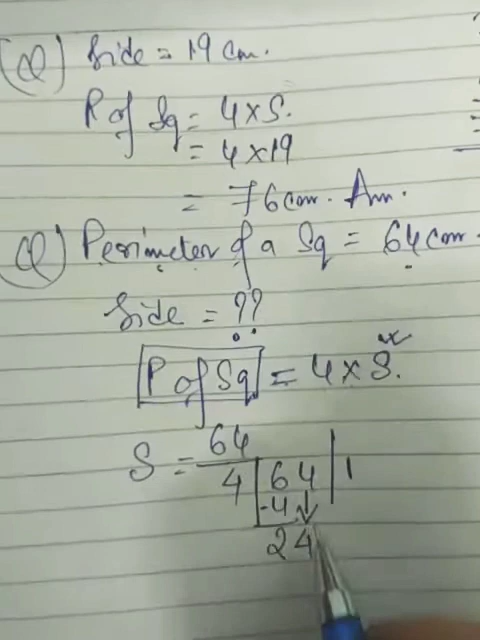 (Q) Side = 19 cm.
P of Sq = 4 x S.
= 4 x 19
= 76 cm. Ans.
(Q) Perimeter of a Sq = 64 cm.
Side = ??
P of Sq = 4 x S.
S = 64
4 64 1
-4
24